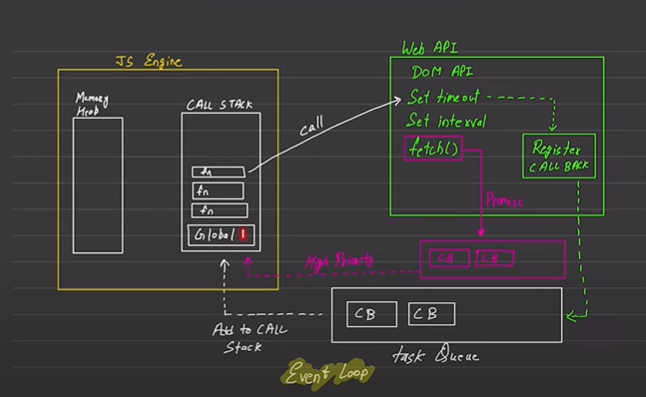 JS Engine
Memory
Heap
CALL STACK
fn
fn
fn
Global
call
Web API
DOM API
Set timeout
Set interval
fetch()
Register
CALL BACK
Promise
CB CB
High Priority
Add to CALL
Stack
CB CB
task Queue
Event Loop